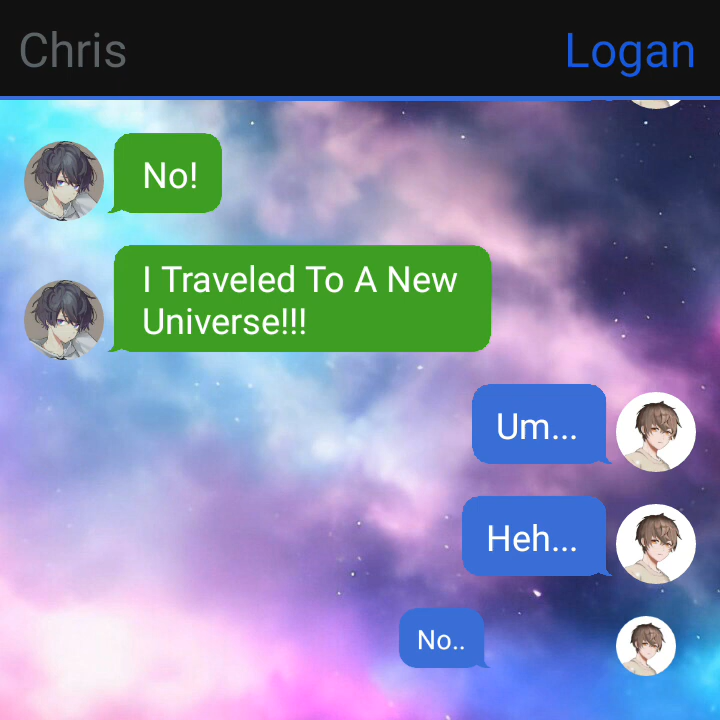 Chris
Logan
No!
I Traveled To A New
Universe!!!
Um...
Heh...
No..